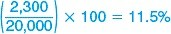 (2,300/20,000) × 100 = 11.5%